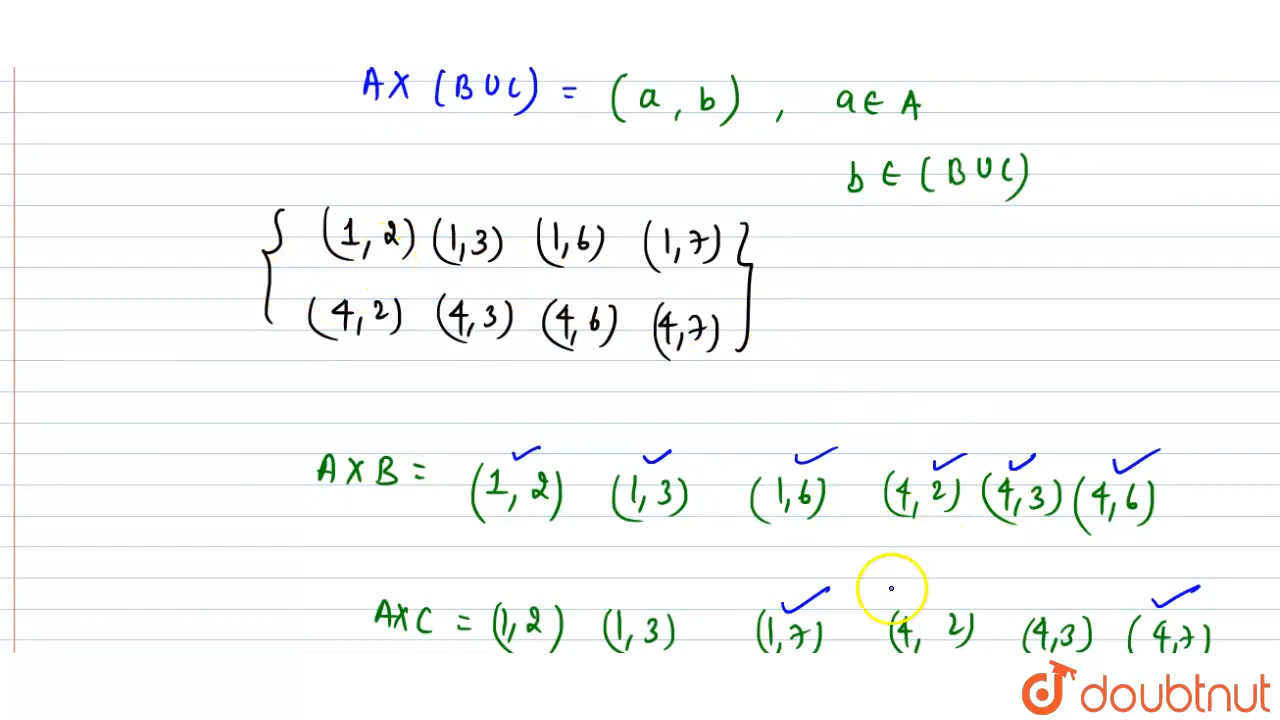 A X (B U C) = (a, b), a ∈ A
b ∈ (B U C)
{ (1, 2) (1, 3) (1, 6) (1, 7)
(4, 2) (4, 3) (4, 6) (4, 7) }
A X B = (1, 2) (1, 3) (1, 6) (4, 2) (4, 3) (4, 6)
A X C = (1, 2) (1, 3) (1, 7) (4, 2) (4, 3) (4, 7)
doubtnut